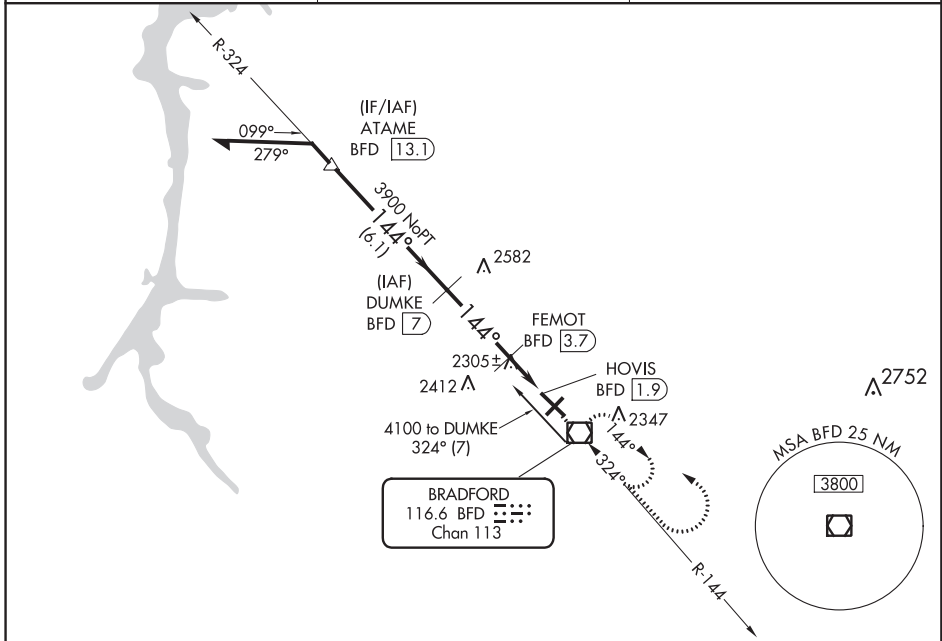 R-324
(IF/IAF)
ATAME
BFD 13.1
099°
279°
3900 NoPT
144°
(6.1)
2582
(IAF)
DUMKE
BFD 7
144°
FEMOT
BFD 3.7
2305±
2412
HOVIS
BFD 1.9
2752
2347
4100 to DUMKE
324° (7)
144°
324°
MSA BFD 25 NM
3800
BRADFORD
116.6 BFD
Chan 113
R-144